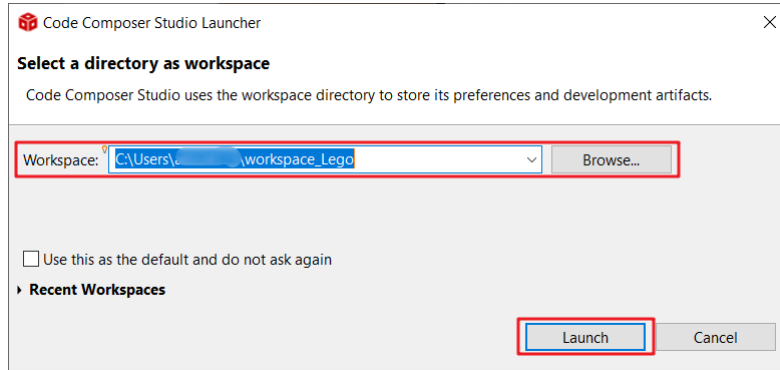 Code Composer Studio Launcher
Select a directory as workspace
Code Composer Studio uses the workspace directory to store its preferences and development artifacts.
Workspace: C:\Users\ \workspace_Lego Browse...
Use this as the default and do not ask again
Recent Workspaces
Launch Cancel